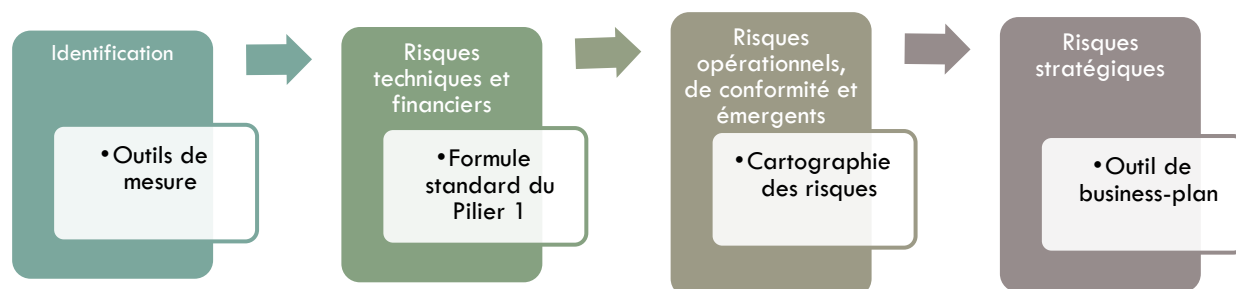 Identification
• Outils de
mesure
Risques
techniques et
financiers
• Formule
standard du
Pilier 1
Risques
opérationnels,
de conformité et
émergents
• Cartographie
des risques
Risques
stratégiques
• Outil de
business-plan